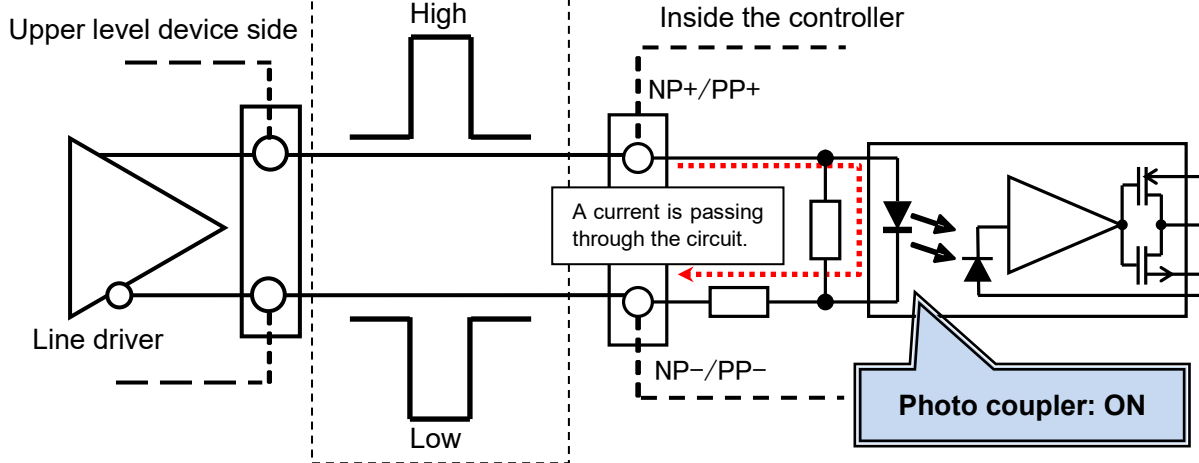 High
Inside the controller
Upper level device side
NP+/PP+
A current is passing
through the circuit.
Line driver
NP−/PP-
Photo coupler: ON
Low